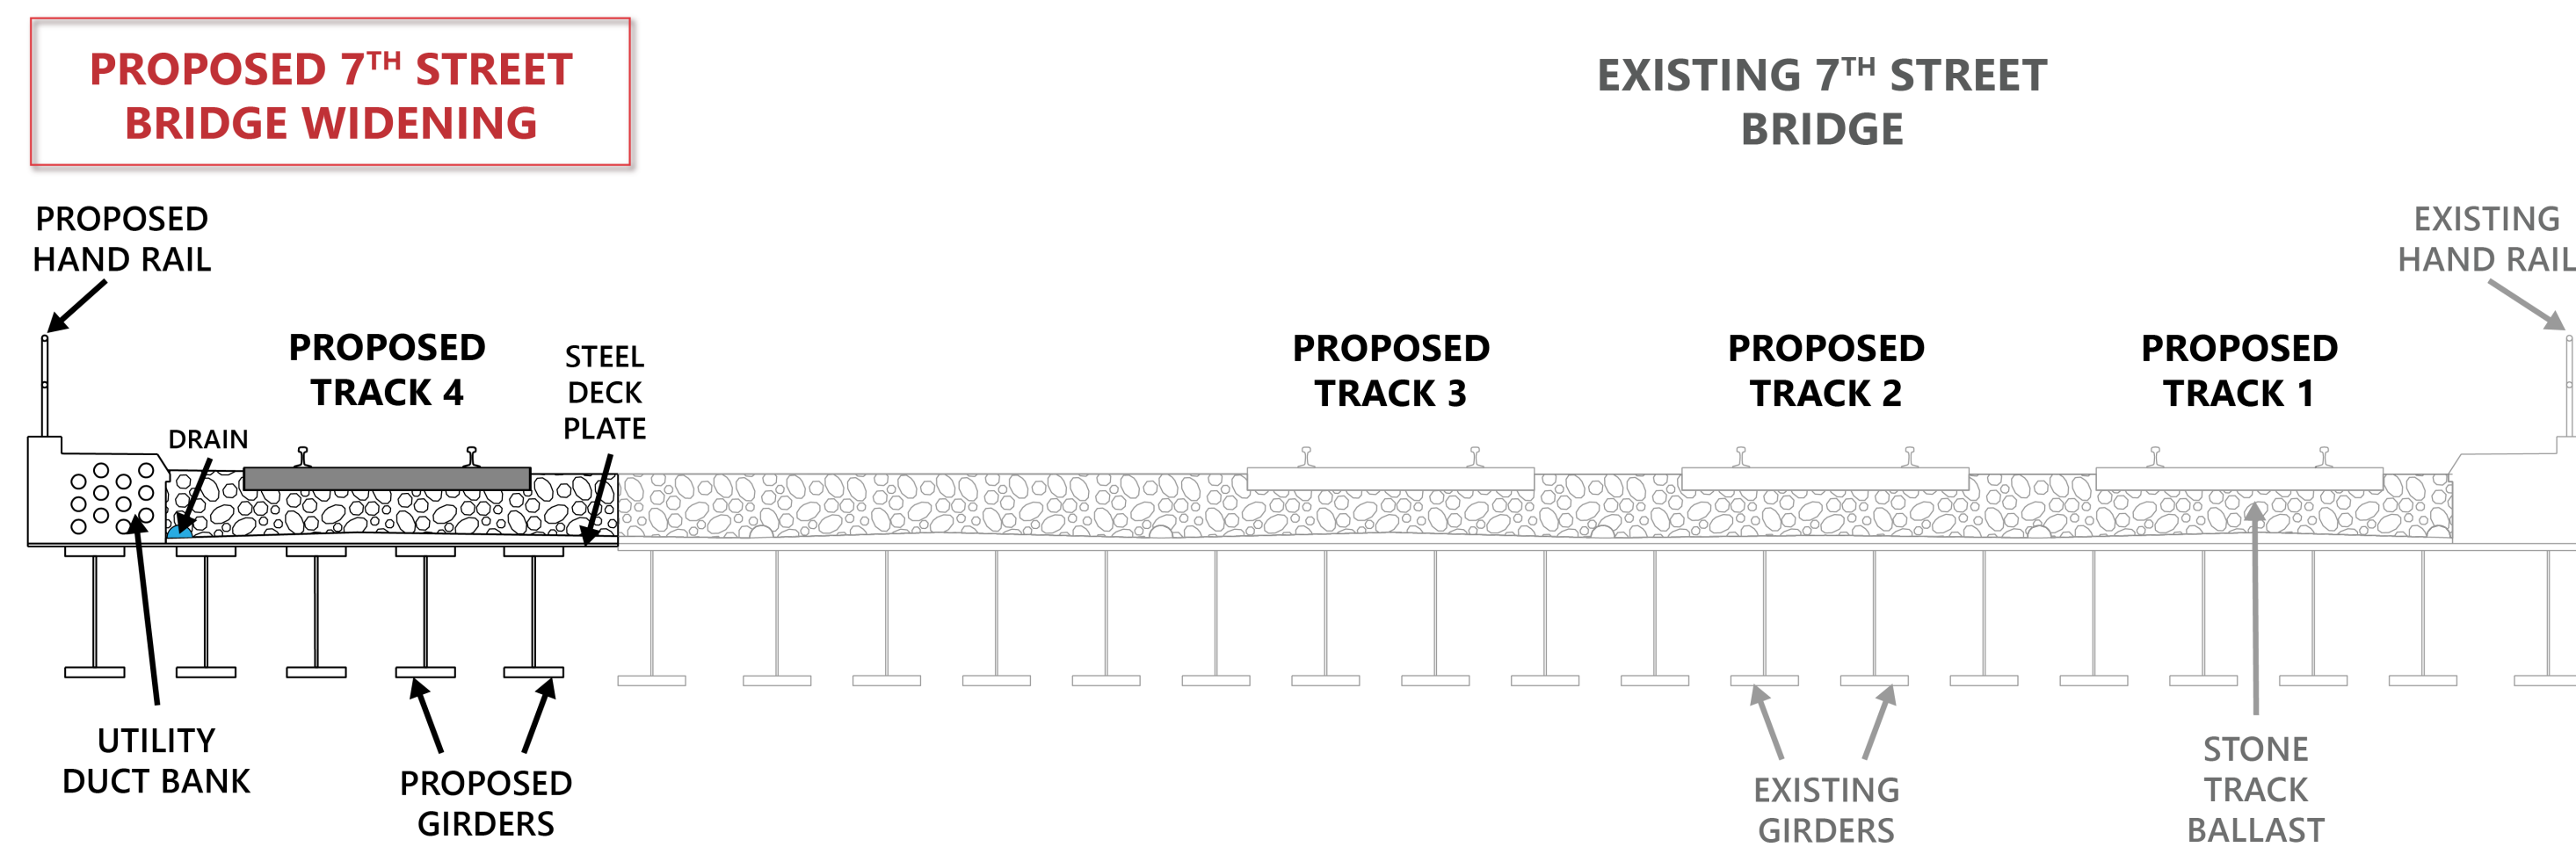 PROPOSED 7TH STREET
BRIDGE WIDENING
EXISTING 7TH STREET
BRIDGE
PROPOSED
HAND RAIL
EXISTING
HAND RAIL
PROPOSED
TRACK 4
STEEL
DECK
PLATE
PROPOSED
TRACK 3
PROPOSED
TRACK 2
PROPOSED
TRACK 1
DRAIN
UTILITY
DUCT BANK
PROPOSED
GIRDERS
EXISTING
GIRDERS
STONE
TRACK
BALLAST